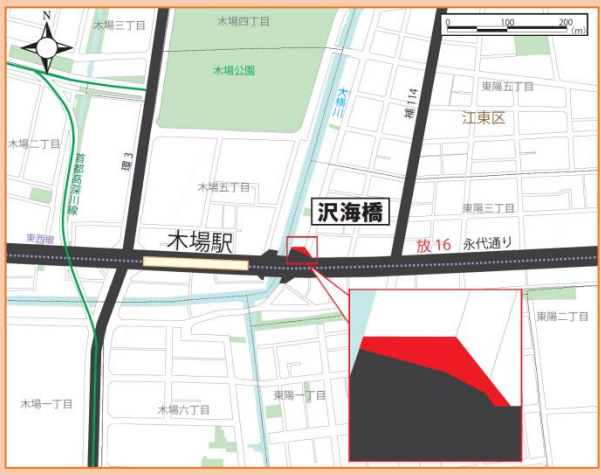 N
0 100 200
(m)
木場三丁目
木場四丁目
木場公園
大横川
補114
東陽五丁目
江東区
木場二丁目
首都高深川線
環3
木場五丁目
沢海橋
東陽三丁目
東西線
木場駅
放16 永代通り
東陽二丁目
木場一丁目
木場六丁目
東陽一丁目